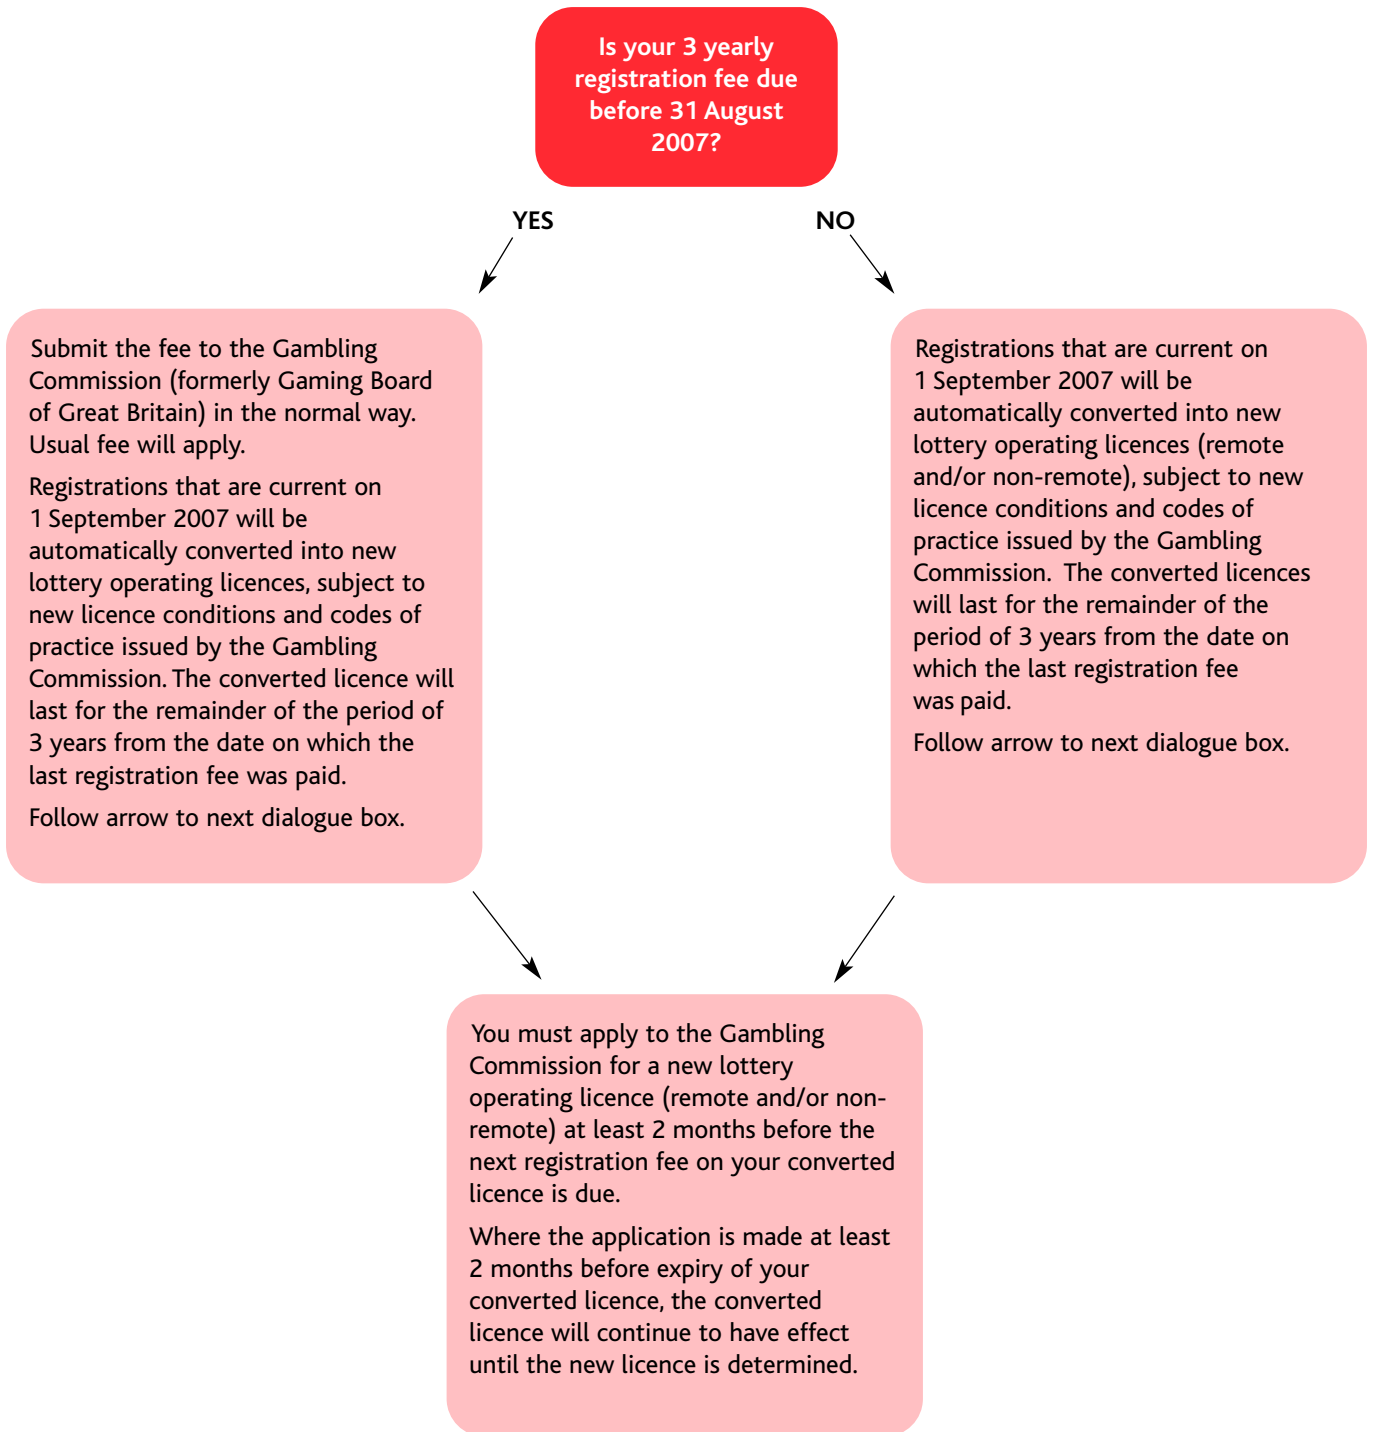 Is your 3 yearly
registration fee due
before 31 August
2007?
YES
NO
Submit the fee to the Gambling
Commission (formerly Gaming Board
of Great Britain) in the normal way.
Usual fee will apply.
Registrations that are current on
1 September 2007 will be
automatically converted into new
lottery operating licences, subject to
new licence conditions and codes of
practice issued by the Gambling
Commission. The converted licence will
last for the remainder of the period of
3 years from the date on which the
last registration fee was paid.
Follow arrow to next dialogue box.
Registrations that are current on
1 September 2007 will be
automatically converted into new
lottery operating licences (remote
and/or non-remote), subject to new
licence conditions and codes of
practice issued by the Gambling
Commission.  The converted licences
will last for the remainder of the
period of 3 years from the date on
which the last registration fee
was paid.
Follow arrow to next dialogue box.
You must apply to the Gambling
Commission for a new lottery
operating licence (remote and/or non-
remote) at least 2 months before the
next registration fee on your converted
licence is due.
Where the application is made at least
2 months before expiry of your
converted licence, the converted
licence will continue to have effect
until the new licence is determined.